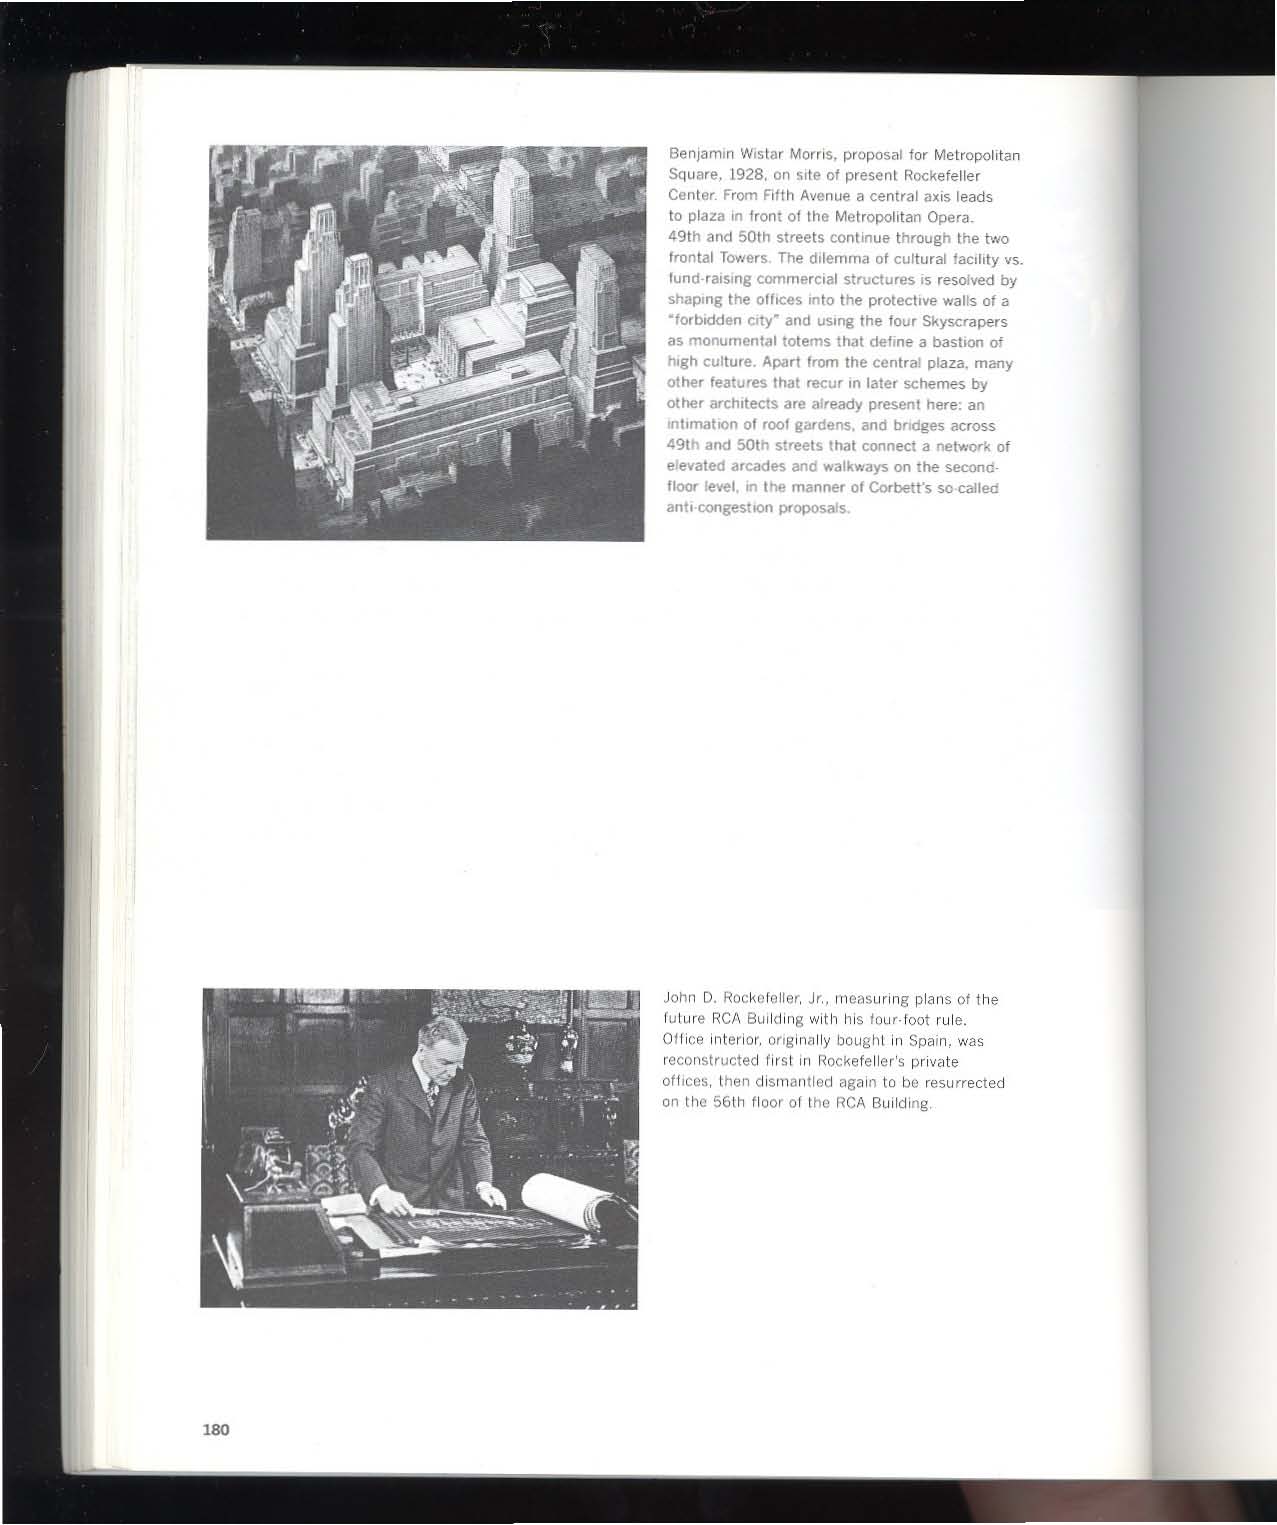 Benjamin Wistar Morris, proposal for Metropolitan
Square, 1928, on site of present Rockefeller
Center. From Fifth Avenue a central axis leads
to plaza in front of the Metropolitan Opera.
49th and 50th streets continue through the two
frontal Towers. The dilemma of cultural facility vs.
fund-raising commercial structures is resolved by
shaping the offices into the protective walls of a
"forbidden city" and using the four Skyscrapers
as monumental totems that define a bastion of
high culture. Apart from the central plaza, many
other features that recur in later schemes by
other architects are already present here: an
intimation of roof gardens, and bridges across
49th and 50th streets that connect a network of
elevated arcades and walkways on the second-
floor level, in the manner of Corbett's so-called
anti-congestion proposals.
John D. Rockefeller, Jr., measuring plans of the
future RCA Building with his four-foot rule.
Office interior, originally bought in Spain, was
reconstructed first in Rockefeller's private
offices, then dismantled again to be resurrected
on the 56th floor of the RCA Building.
180